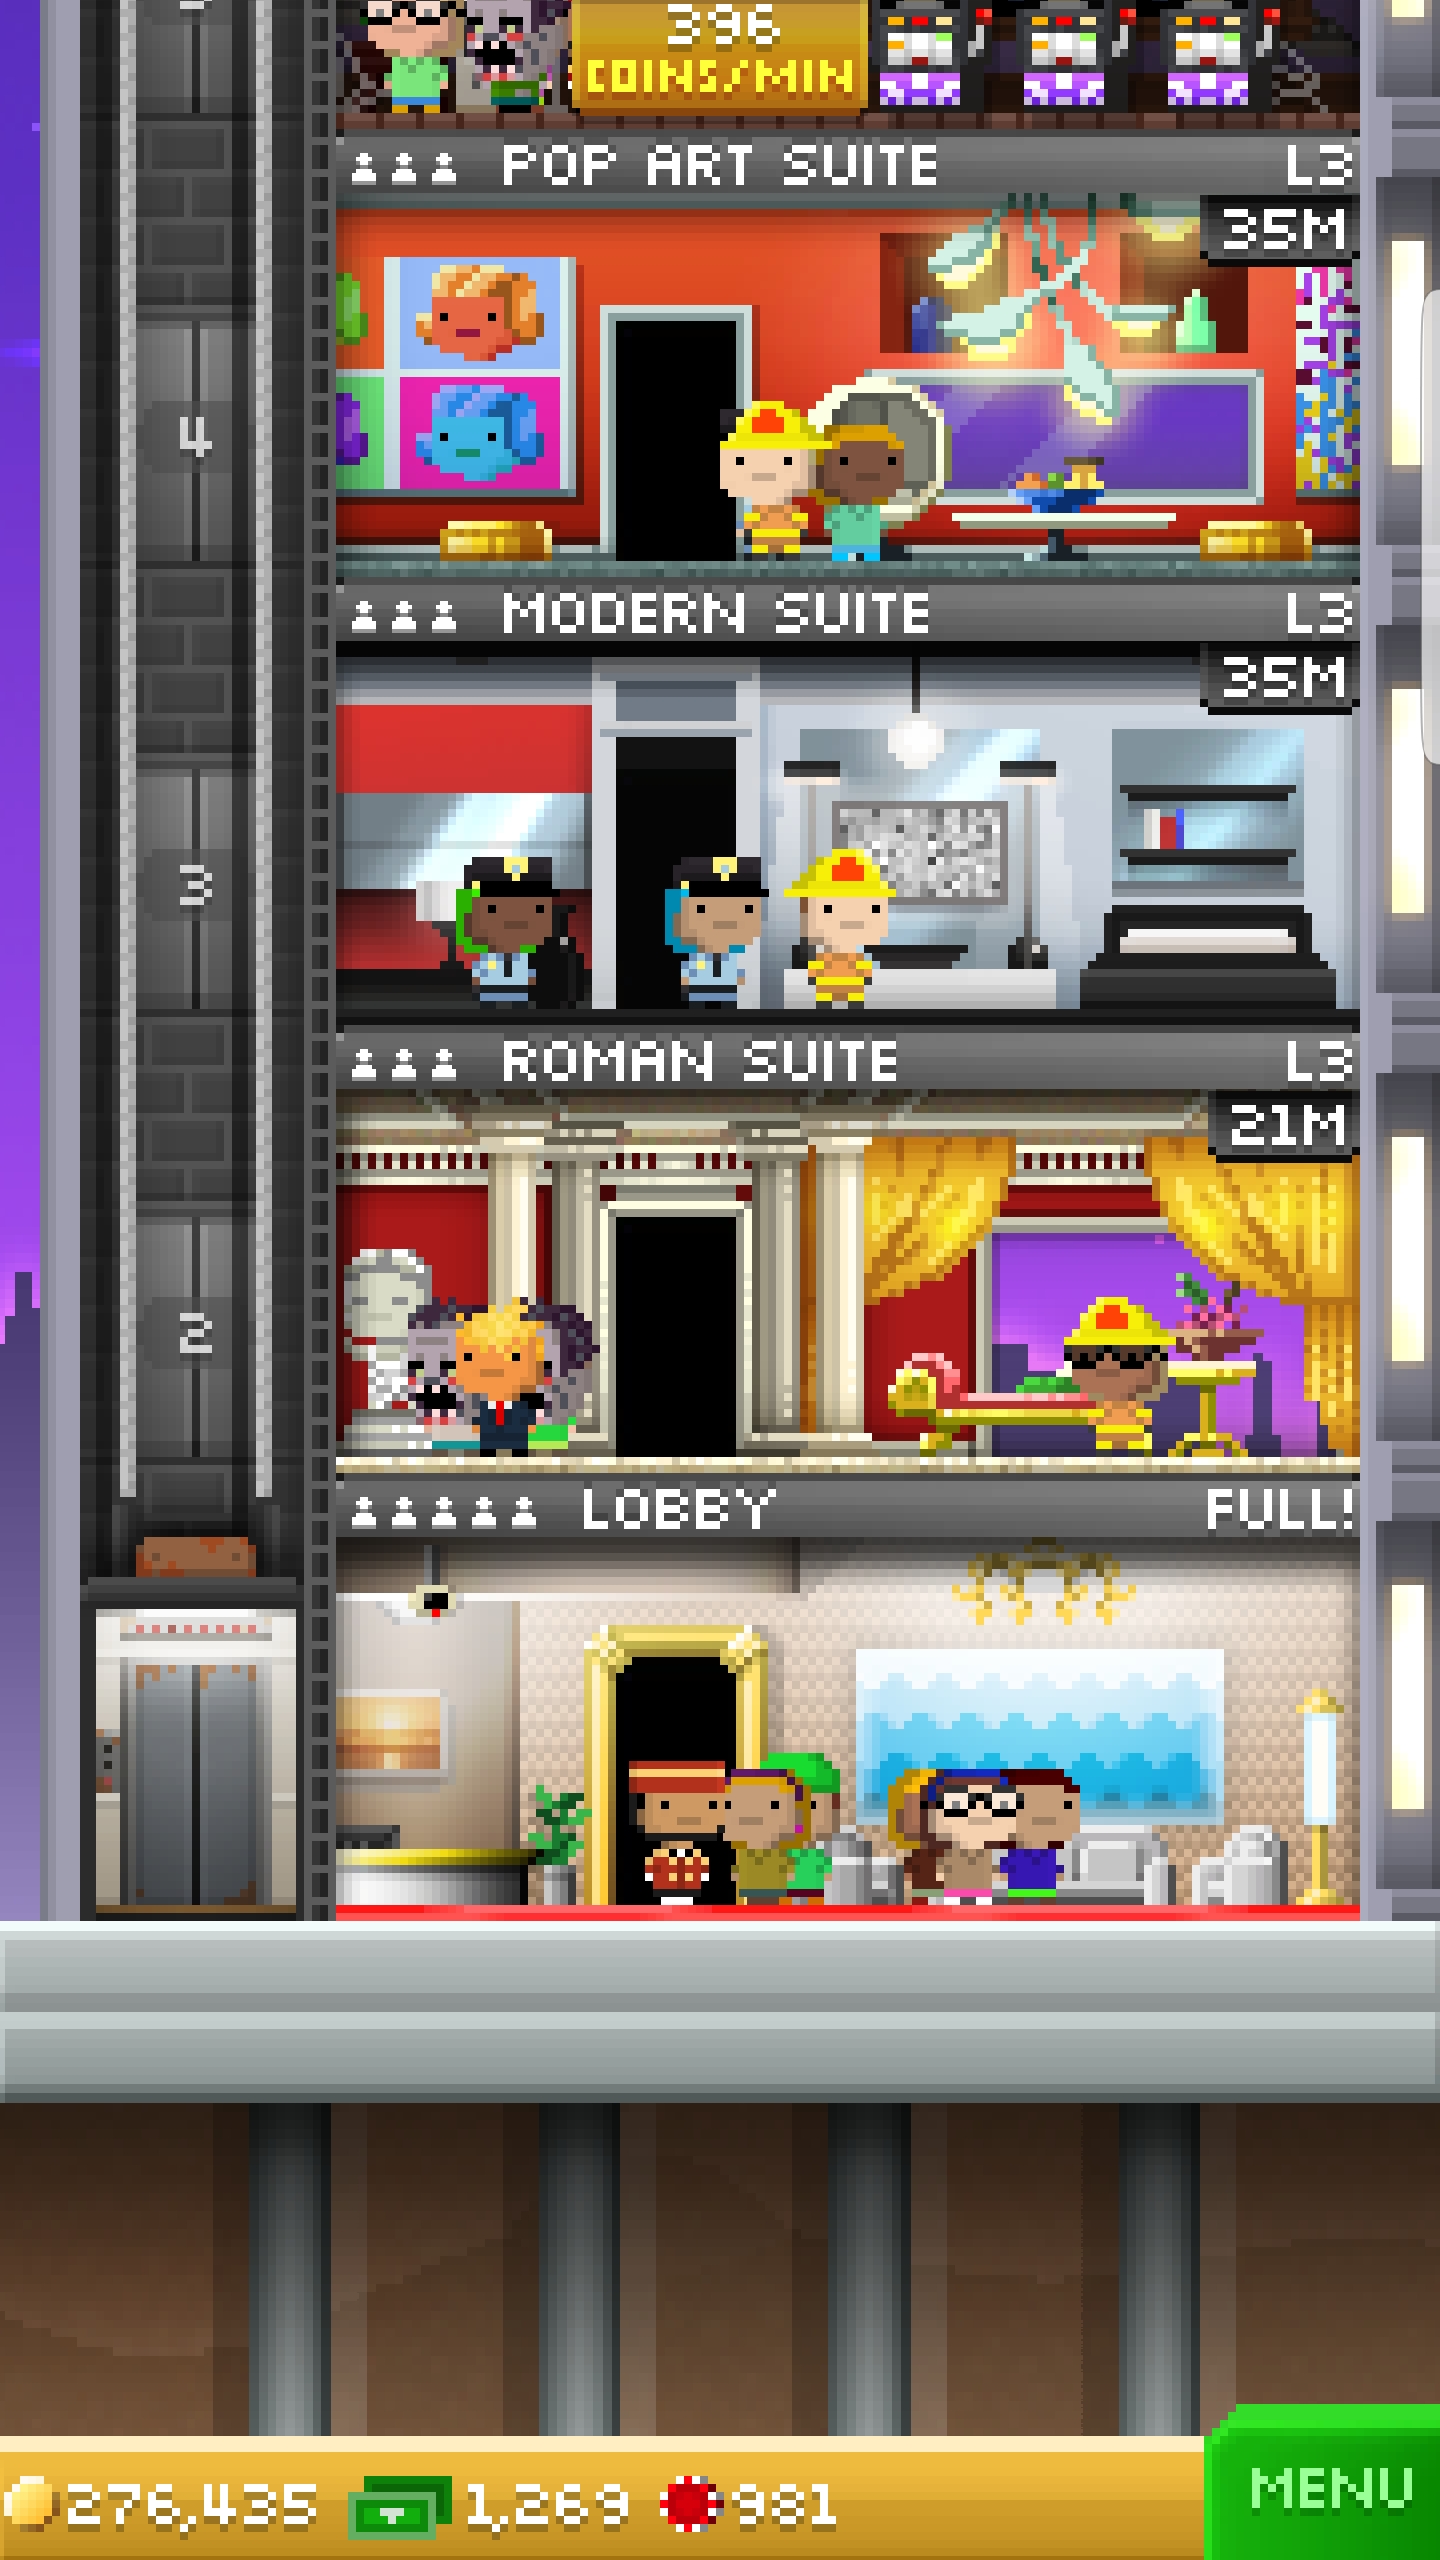 396
COINS/MIN
POP ART SUITE L3
35M
4
MODERN SUITE L3
35M
3
ROMAN SUITE L3
21M
2
LOBBY FULL!
276,435 1,269 981 MENU